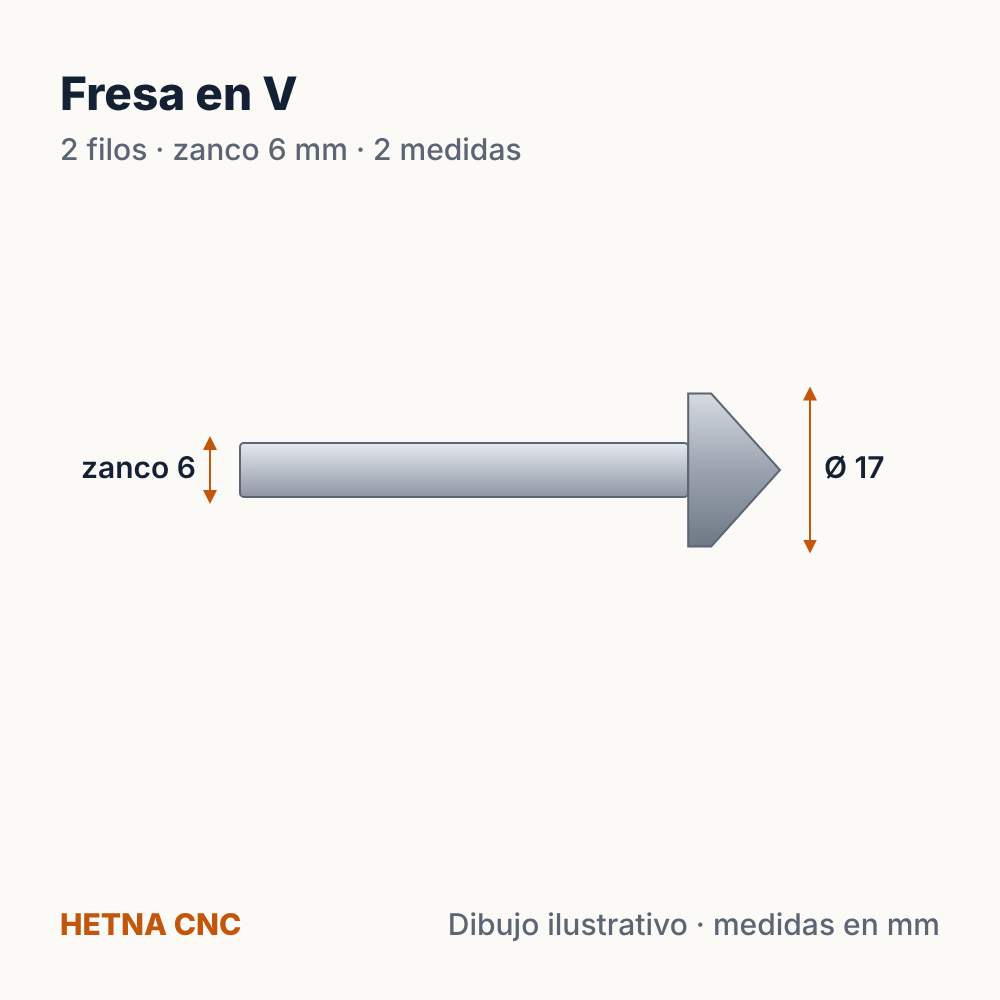 Fresa en V
2 filos · zanco 6 mm · 2 medidas
zanco 6
Ø 17
HETNA CNC
Dibujo ilustrativo · medidas en mm